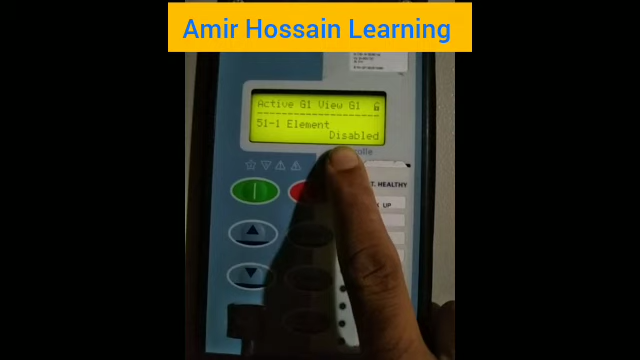 Amir Hossain Learning
Active G1 View G1
51-1 Element
Disabled
T. HEALTHY
UP